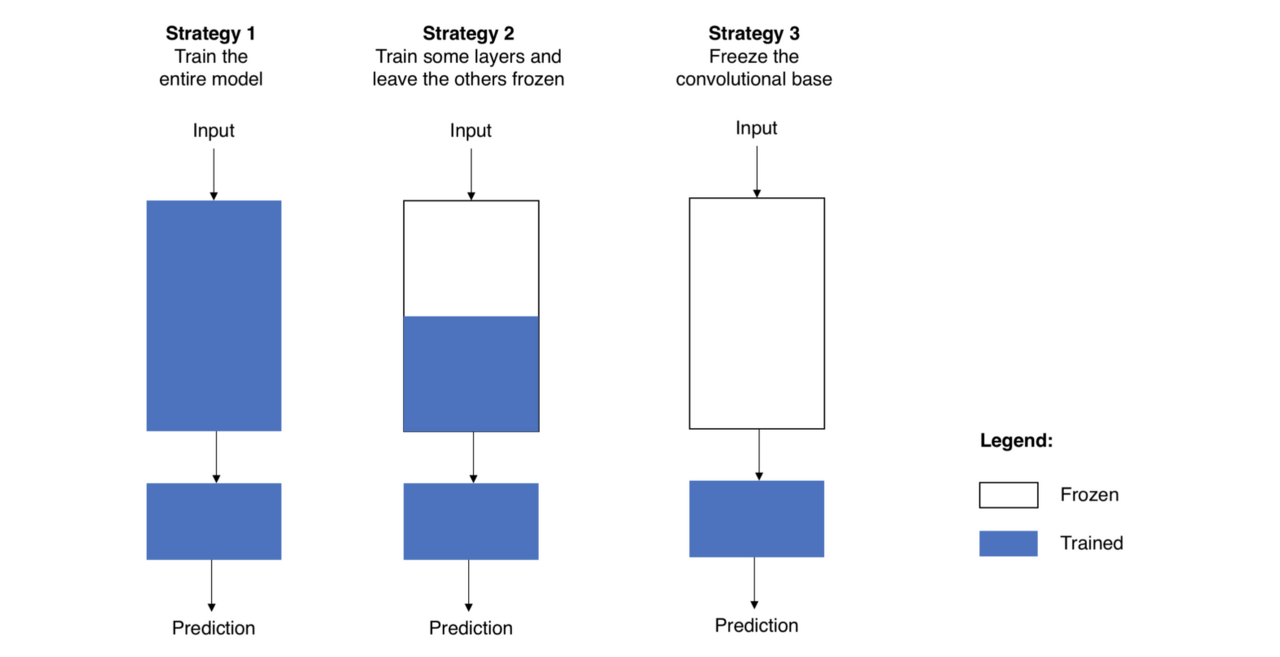 Strategy 1
Train the
entire model
Input
Prediction
Strategy 2
Train some layers and
leave the others frozen
Input
Prediction
Strategy 3
Freeze the
convolutional base
Input
Prediction
Legend:
Frozen
Trained